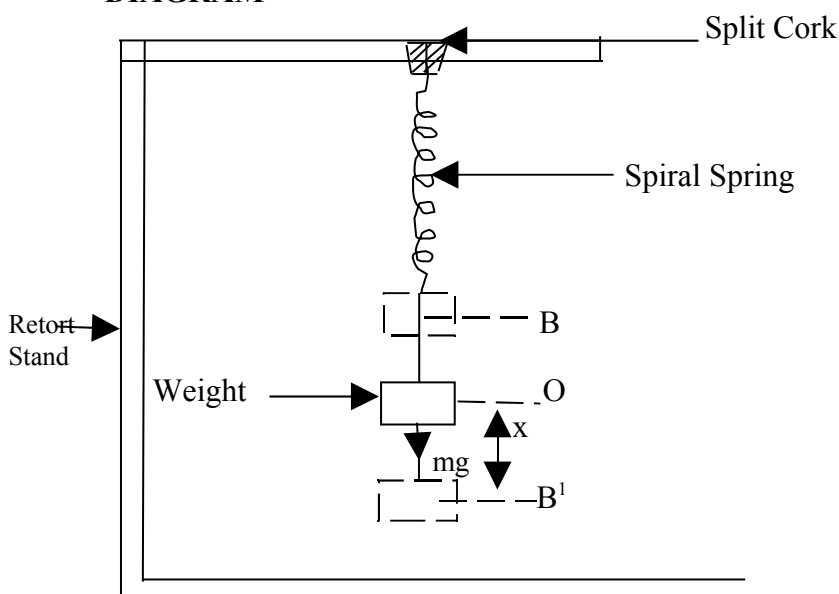 DIAGRAM
Split Cork
Spiral Spring
B
Retort
Stand
Weight
O
x
mg
B¹